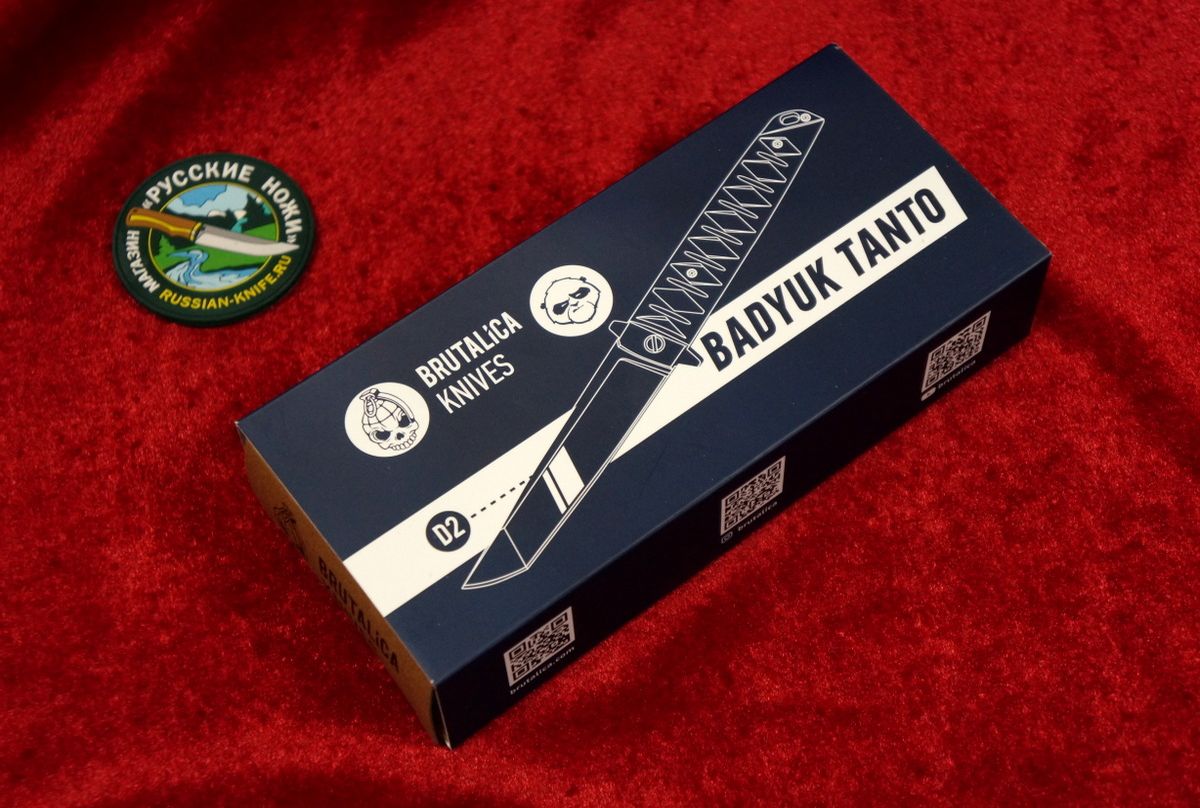 «РУССКИЕ НОЖИ»
МАГАЗИН
RUSSIAN-KNIFE.RU
BRUTALiCA
KNIVES
BADYUK TANTO
D2
BRUTALiCA
brutalica.com
brutalica
brutalica